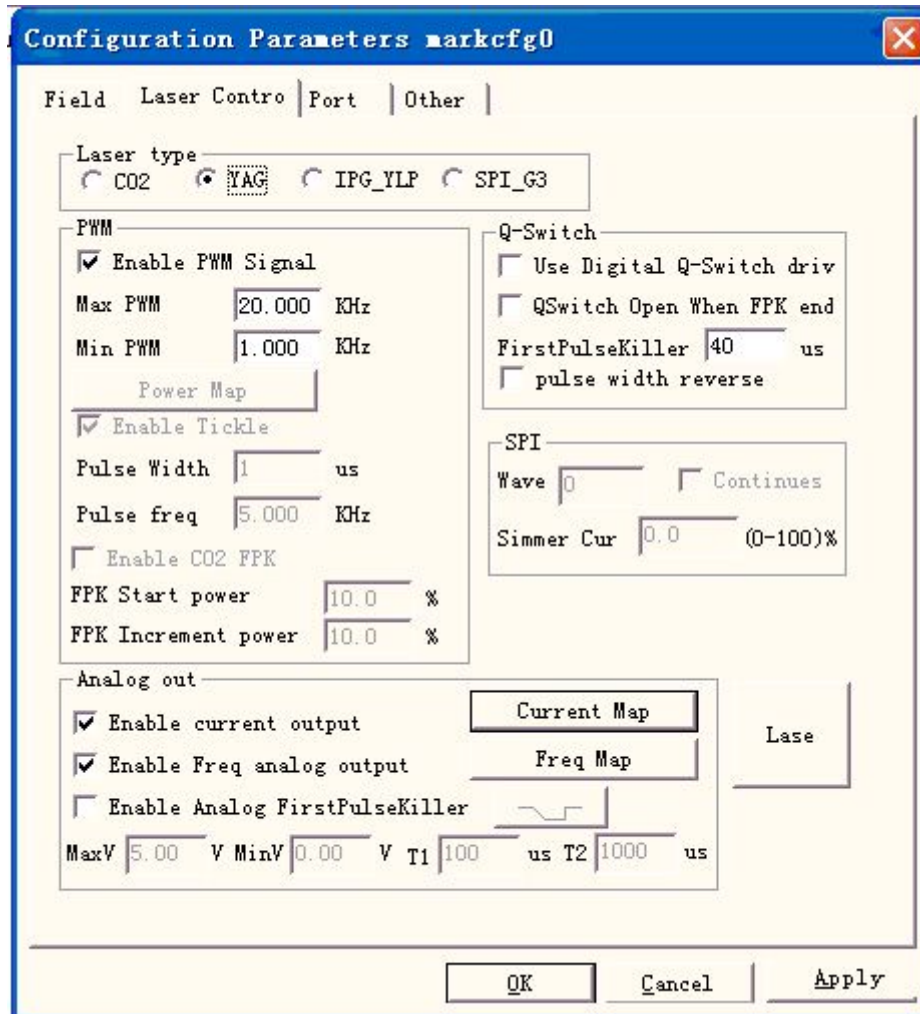 Configuration Parameters markcfg0
Field Laser Contro Port Other
Laser type
CO2 YAG IPG_YLP SPI_G3
PWM
Enable PWM Signal
Max PWM 20.000 KHz
Min PWM 1.000 KHz
Power Map
Enable Tickle
Pulse Width 1 us
Pulse freq 5.000 KHz
Enable CO2 FPK
FPK Start power 10.0 %
FPK Increment power 10.0 %
Q-Switch
Use Digital Q-Switch driv
QSwitch Open When FPK end
FirstPulseKiller 40 us
pulse width reverse
SPI
Wave 0 Continues
Simmer Cur 0.0 (0-100)%
Analog out
Enable current output Current Map
Enable Freq analog output Freq Map
Enable Analog FirstPulseKiller
MaxV 5.00 V MinV 0.00 V T1 100 us T2 1000 us
Lase
OK Cancel Apply